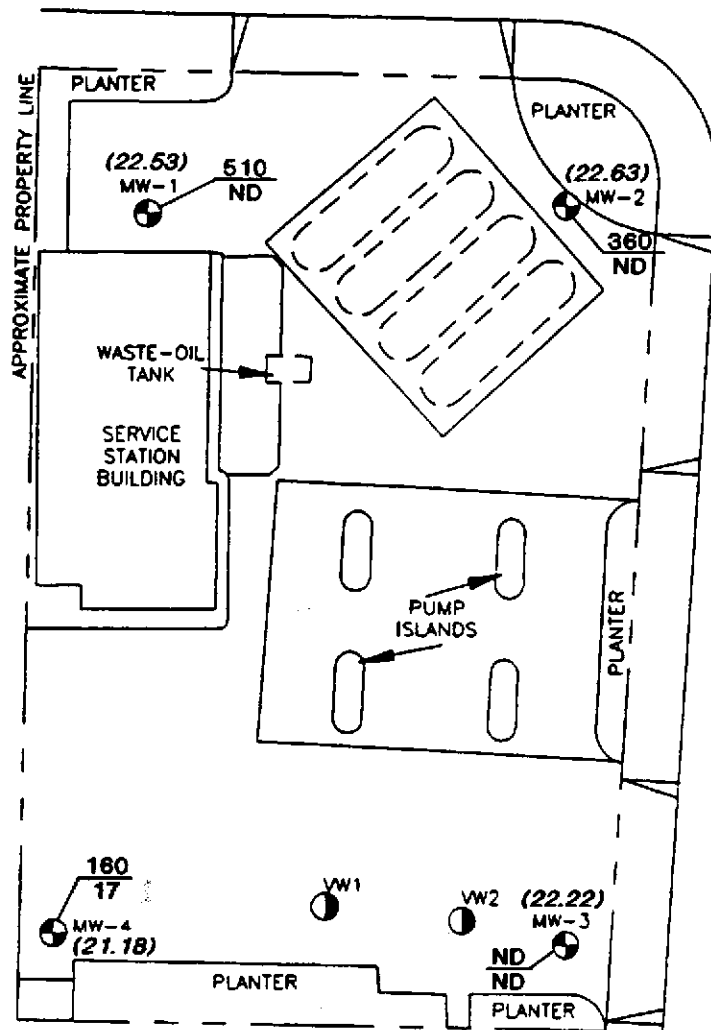 APPROXIMATE PROPERTY LINE
PLANTER
PLANTER
(22.53)
MW-1
510
ND
(22.63)
MW-2
360
ND
WASTE-OIL
TANK
SERVICE
STATION
BUILDING
PUMP
ISLANDS
PLANTER
160
17
MW-4
(21.18)
VW1
VW2
(22.22)
MW-3
ND
ND
PLANTER
PLANTER